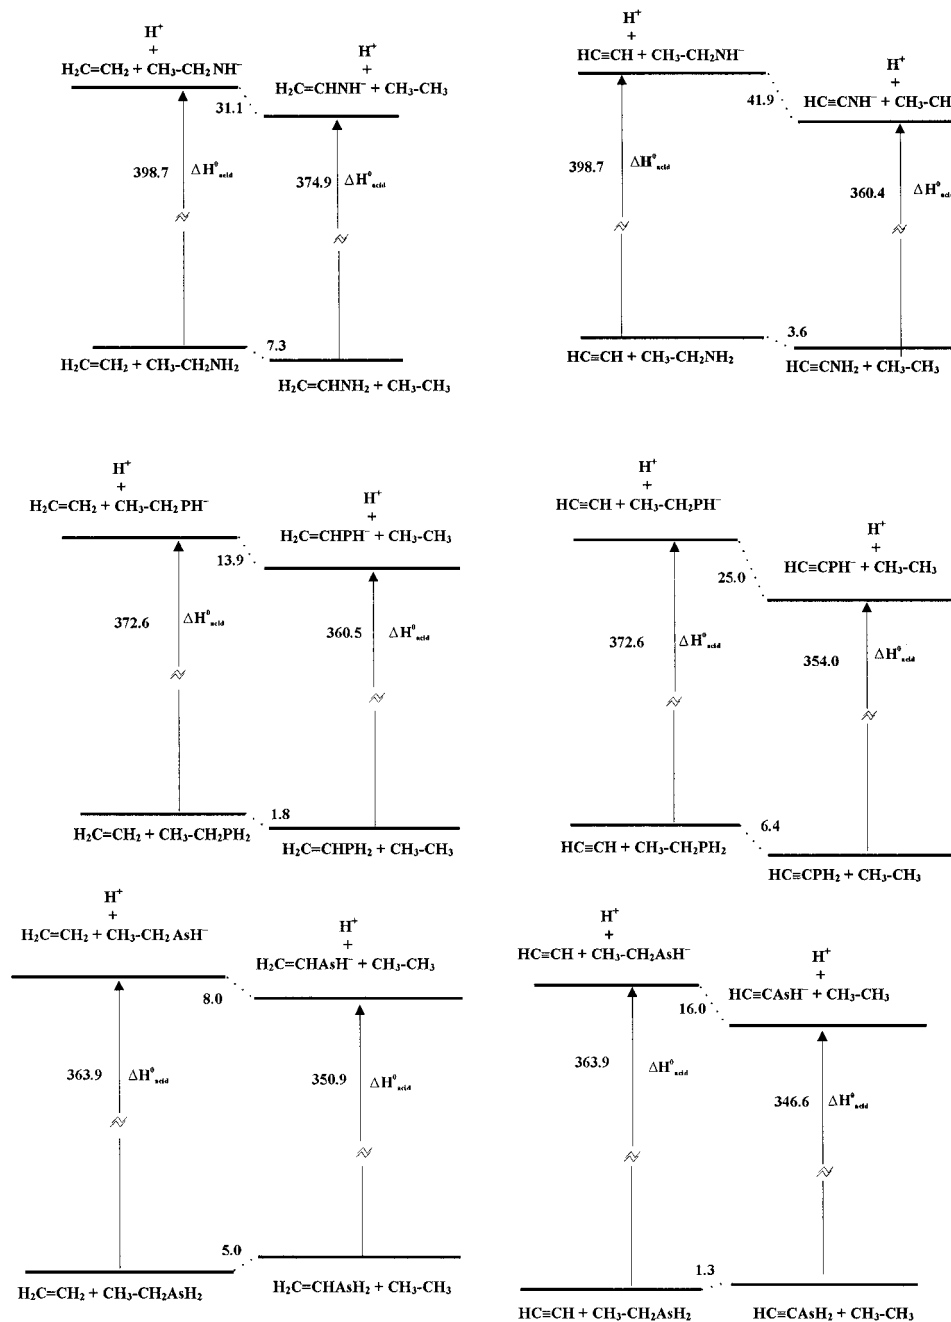 H⁺
+
H₂C=CH₂ + CH₃-CH₂ NH⁻
H⁺
+
H₂C=CHNH⁻ + CH₃-CH₃
31.1
398.7
ΔH⁰acid
374.9
ΔH⁰acid
7.3
H₂C=CH₂ + CH₃-CH₂NH₂
H₂C=CHNH₂ + CH₃-CH₃
H⁺
+
HC≡CH + CH₃-CH₂NH⁻
H⁺
+
HC≡CNH⁻ + CH₃-CH
41.9
398.7
ΔH⁰acid
360.4
ΔH⁰acid
3.6
HC≡CH + CH₃-CH₂NH₂
HC≡CNH₂ + CH₃-CH₃
H⁺
+
H₂C=CH₂ + CH₃-CH₂ PH⁻
H⁺
+
H₂C=CHPH⁻ + CH₃-CH₃
13.9
372.6
ΔH⁰acid
360.5
ΔH⁰acid
1.8
H₂C=CH₂ + CH₃-CH₂PH₂
H₂C=CHPH₂ + CH₃-CH₃
H⁺
+
HC≡CH + CH₃-CH₂PH⁻
H⁺
+
HC≡CPH⁻ + CH₃-CH₃
25.0
372.6
ΔH⁰acid
354.0
ΔH⁰acid
6.4
HC≡CH + CH₃-CH₂PH₂
HC≡CPH₂ + CH₃-CH₃
H⁺
+
H₂C=CH₂ + CH₃-CH₂ AsH⁻
H⁺
+
H₂C=CHAsH⁻ + CH₃-CH₃
8.0
363.9
ΔH⁰acid
350.9
ΔH⁰acid
5.0
H₂C=CH₂ + CH₃-CH₂AsH₂
H₂C=CHAsH₂ + CH₃-CH₃
H⁺
+
HC≡CH + CH₃-CH₂AsH⁻
H⁺
+
HC≡CAsH⁻ + CH₃-CH₃
16.0
363.9
ΔH⁰acid
346.6
ΔH⁰acid
1.3
HC≡CH + CH₃-CH₂AsH₂
HC≡CAsH₂ + CH₃-CH₃